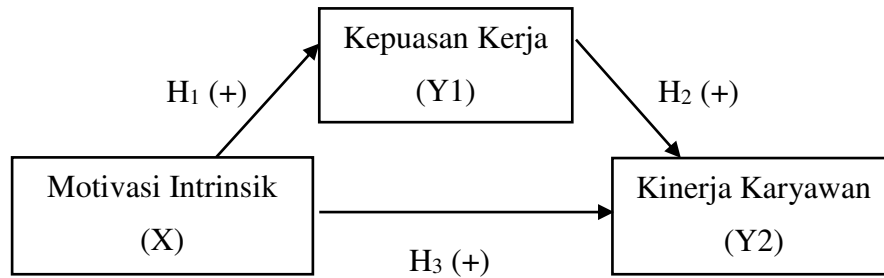 Kepuasan Kerja
(Y1)
H₁ (+)
H₂ (+)
Motivasi Intrinsik
(X)
Kinerja Karyawan
(Y2)
H₃ (+)